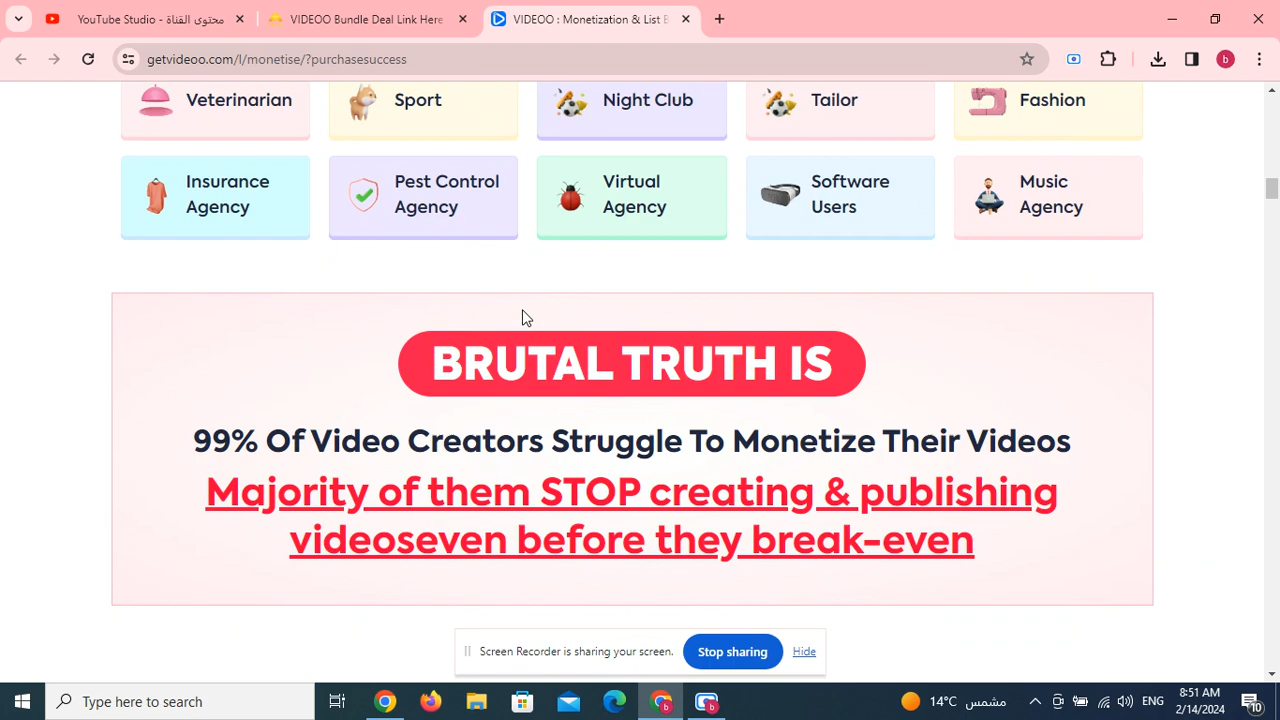 YouTube Studio - محتوى القناة
VIDEOO Bundle Deal Link Here
VIDEOO : Monetization & List B
getvideoo.com/l/monetise/?purchasesuccess
Veterinarian
Sport
Night Club
Tailor
Fashion
Insurance
Agency
Pest Control
Agency
Virtual
Agency
Software
Users
Music
Agency
BRUTAL TRUTH IS
99% Of Video Creators Struggle To Monetize Their Videos
Majority of them STOP creating & publishing
videoseven before they break-even
Screen Recorder is sharing your screen.
Stop sharing
Hide
Type here to search
14°C مشمس
ENG
8:51 AM
2/14/2024
10